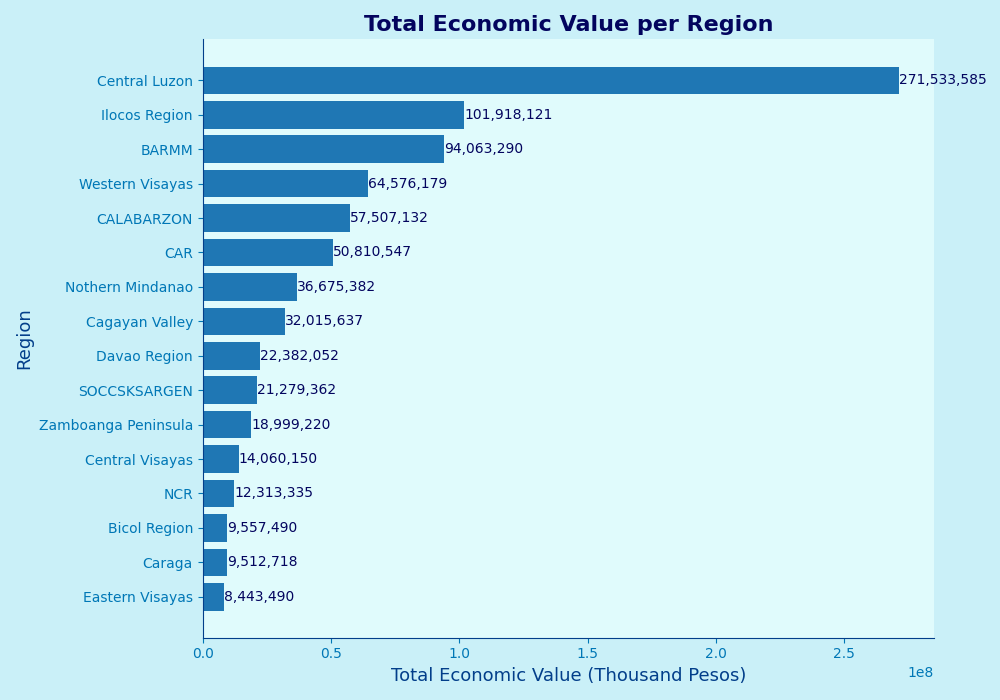 Total Economic Value per Region
Central Luzon 271,533,585
Ilocos Region 101,918,121
BARMM 94,063,290
Western Visayas 64,576,179
CALABARZON 57,507,132
CAR 50,810,547
Nothern Mindanao 36,675,382
Cagayan Valley 32,015,637
Davao Region 22,382,052
SOCCSKSARGEN 21,279,362
Zamboanga Peninsula 18,999,220
Central Visayas 14,060,150
NCR 12,313,335
Bicol Region 9,557,490
Caraga 9,512,718
Eastern Visayas 8,443,490
Region
0.0 0.5 1.0 1.5 2.0 2.5
1e8
Total Economic Value (Thousand Pesos)